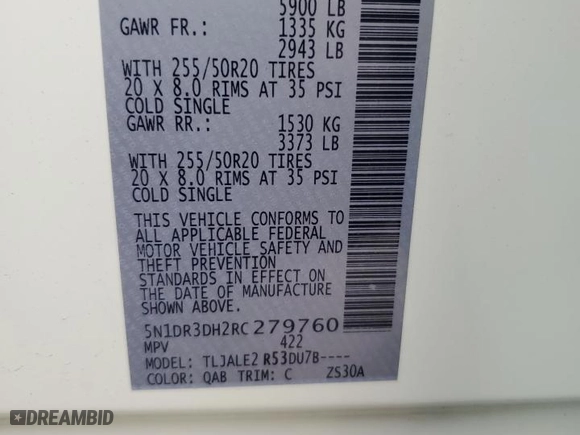 5900 LB
GAWR FR.: 1335 KG
2943 LB
WITH 255/50R20 TIRES
20 X 8.0 RIMS AT 35 PSI
COLD SINGLE
GAWR RR.: 1530 KG
3373 LB
WITH 255/50R20 TIRES
20 X 8.0 RIMS AT 35 PSI
COLD SINGLE
THIS VEHICLE CONFORMS TO
ALL APPLICABLE FEDERAL
MOTOR VEHICLE SAFETY AND
THEFT PREVENTION
STANDARDS IN EFFECT ON
THE DATE OF MANUFACTURE
SHOWN ABOVE.
5N1DR3DH2RC279760
MPV 422
MODEL: TLJALE2 R53DU7B----
COLOR: QAB TRIM: C ZS30A
DREAMBID